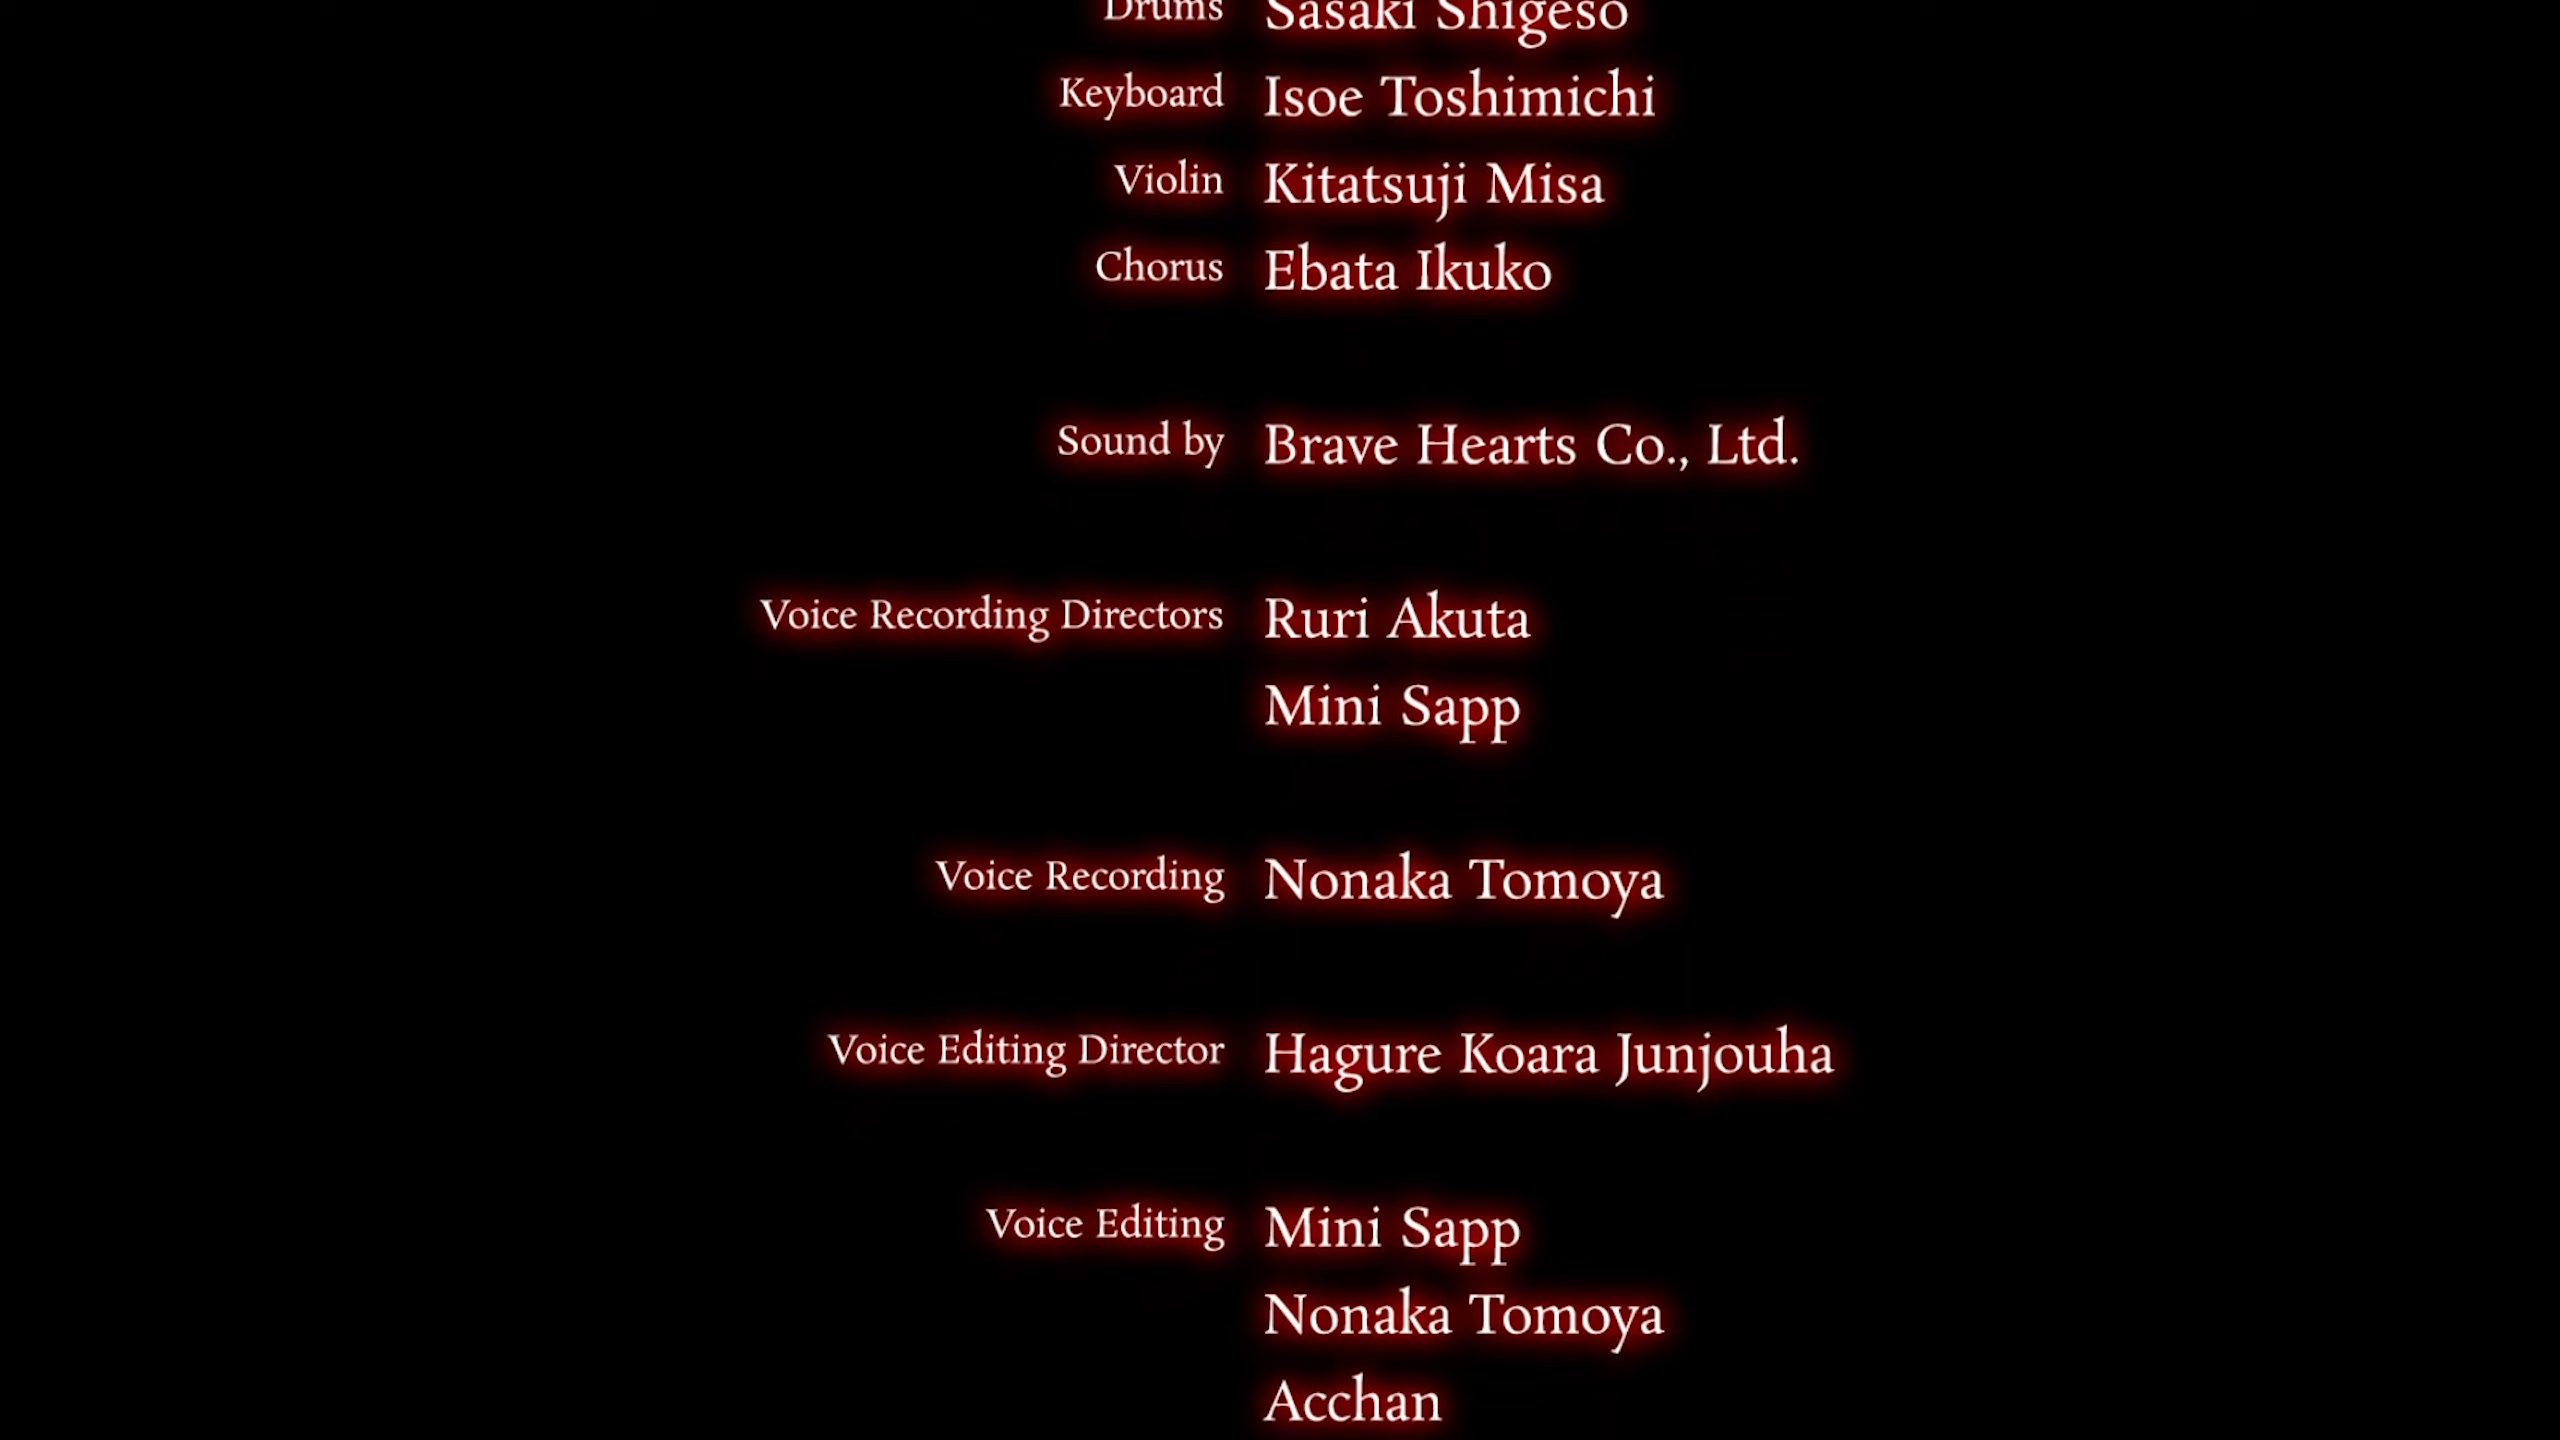 Drums Sasaki Shigeso
Keyboard Isoe Toshimichi
Violin Kitatsuji Misa
Chorus Ebata Ikuko
Sound by Brave Hearts Co., Ltd.
Voice Recording Directors Ruri Akuta
Mini Sapp
Voice Recording Nonaka Tomoya
Voice Editing Director Hagure Koara Junjouha
Voice Editing Mini Sapp
Nonaka Tomoya
Acchan